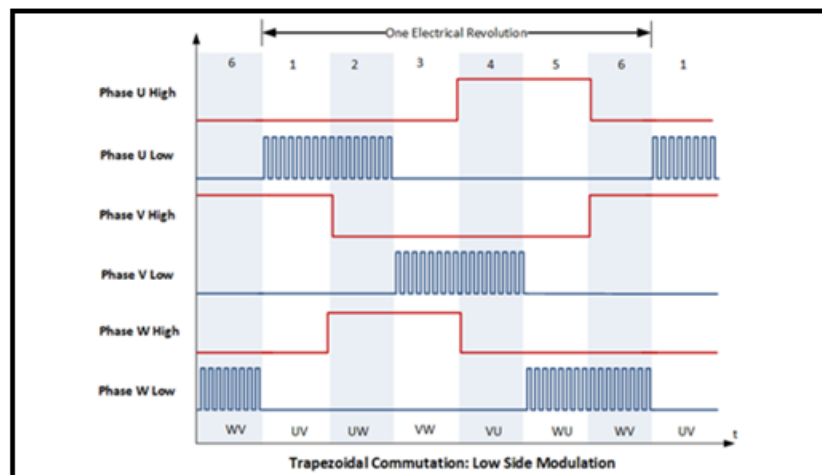 One Electrical Revolution
6 1 2 3 4 5 6 1
Phase U High
Phase U Low
Phase V High
Phase V Low
Phase W High
Phase W Low
WV UV UW VW VU WU WV UV
t
Trapezoidal Commutation: Low Side Modulation